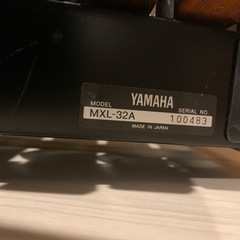 YAMAHA
MODEL MXL-32A SERIAL NO. 100483
MADE IN JAPAN